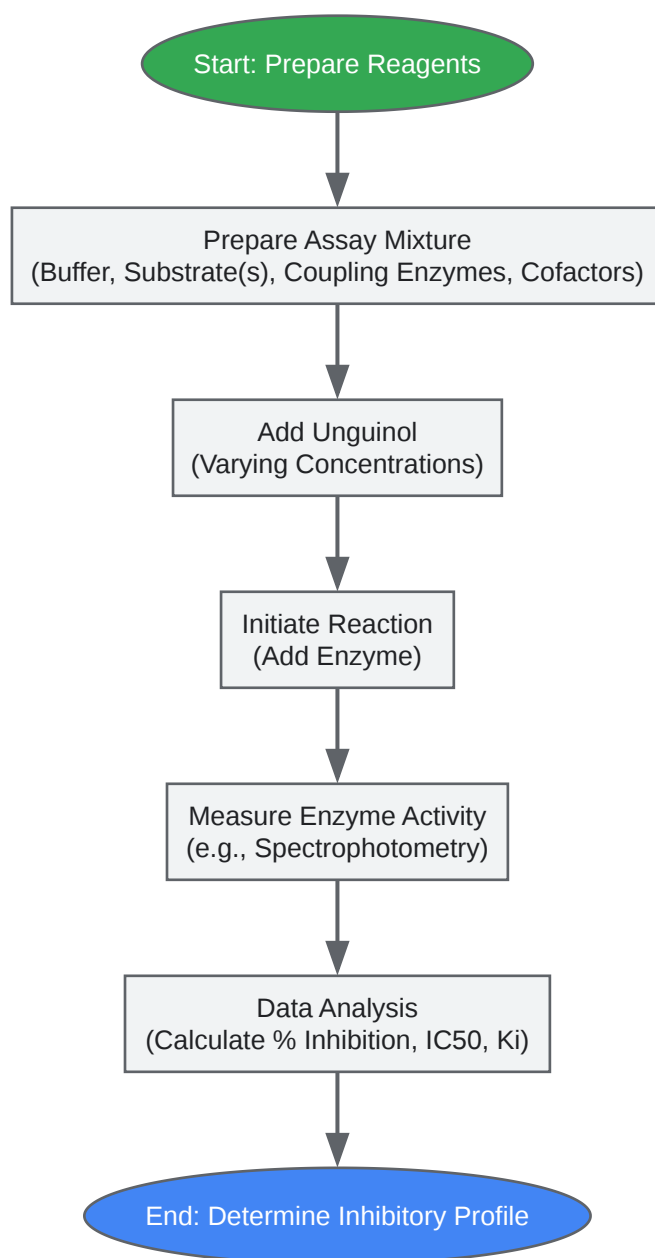 Start: Prepare Reagents
Prepare Assay Mixture
(Buffer, Substrate(s), Coupling Enzymes, Cofactors)
Add Unguinol
(Varying Concentrations)
Initiate Reaction
(Add Enzyme)
Measure Enzyme Activity
(e.g., Spectrophotometry)
Data Analysis
(Calculate % Inhibition, IC50, Ki)
End: Determine Inhibitory Profile